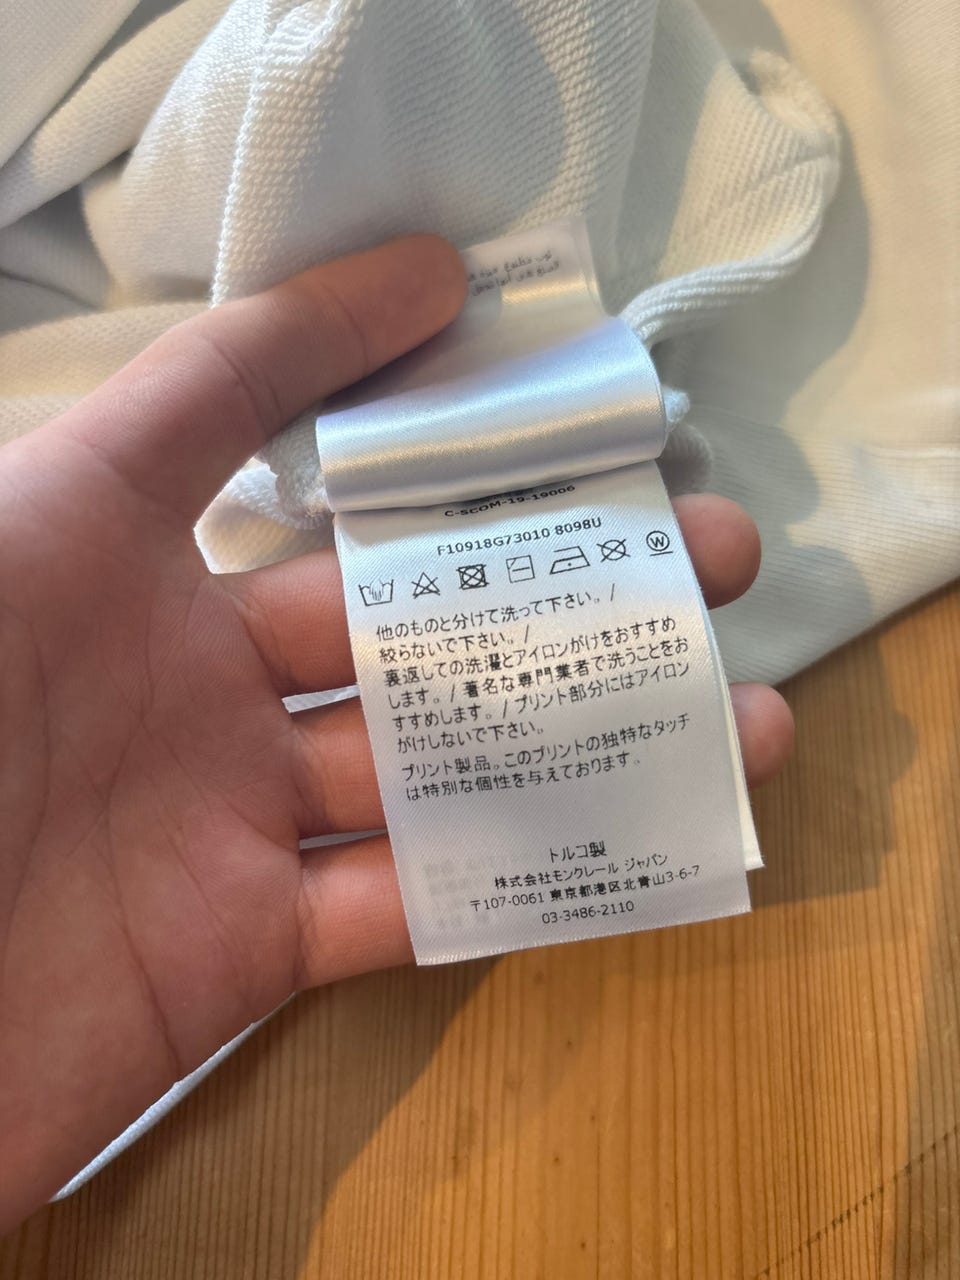 C-SCOM-19-19006
F10918G73010 8098U
W
他のものと分けて洗って下さい。/
絞らないで下さい。/
裏返しての洗濯とアイロンがけをおすすめ
します。/ 著名な専門業者で洗うことをお
すすめします。/ プリント部分にはアイロン
がけしないで下さい。
プリント製品。このプリントの独特なタッチ
は特別な個性を与えております。
トルコ製
株式会社モンクレール ジャパン
〒107-0061 東京都港区北青山3-6-7
03-3486-2110